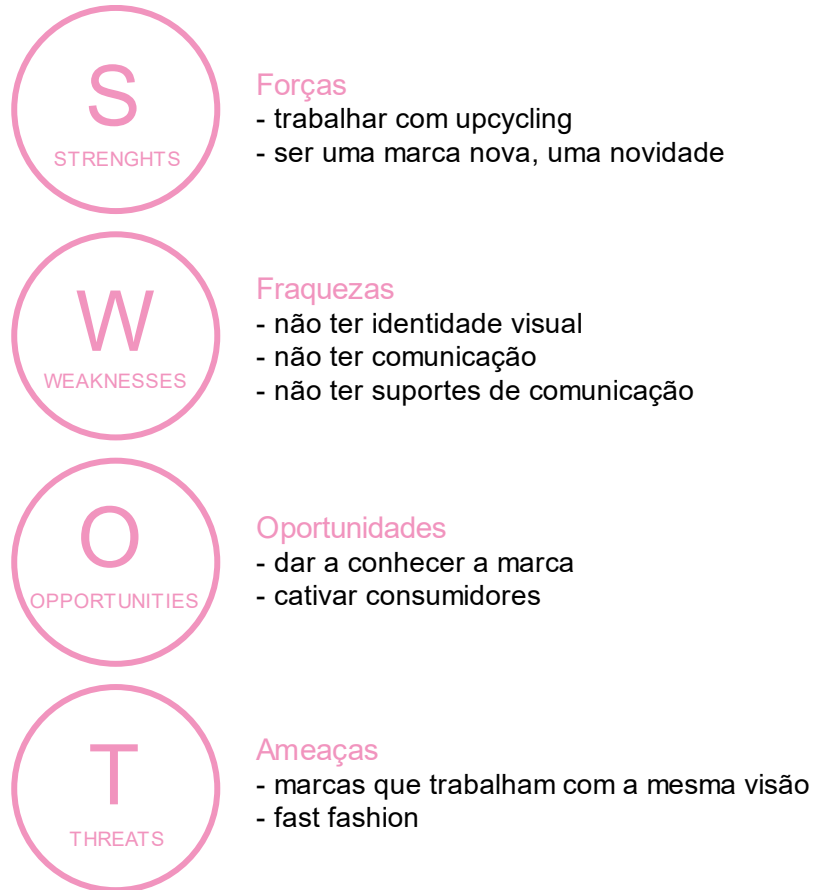 S
STRENGHTS
Forças
- trabalhar com upcycling
- ser uma marca nova, uma novidade
W
WEAKNESSES
Fraquezas
- não ter identidade visual
- não ter comunicação
- não ter suportes de comunicação
O
OPPORTUNITIES
Oportunidades
- dar a conhecer a marca
- cativar consumidores
T
THREATS
Ameaças
- marcas que trabalham com a mesma visão
- fast fashion